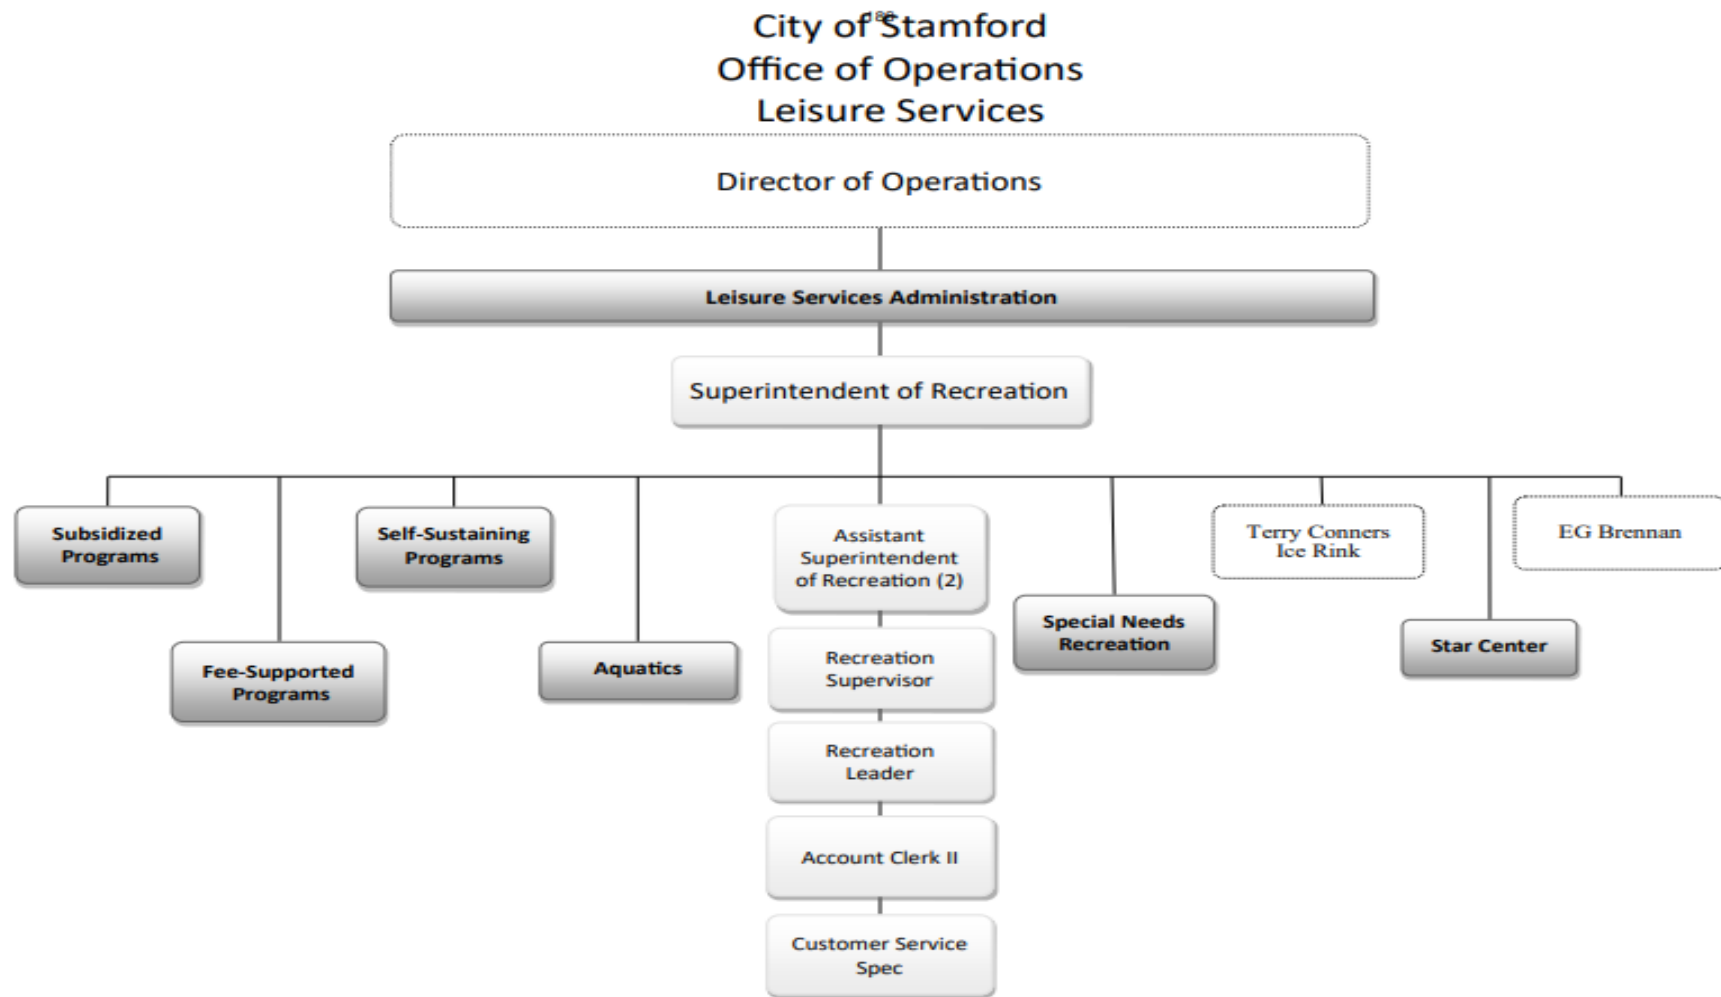 City of Stamford
Office of Operations
Leisure Services
Director of Operations
Leisure Services Administration
Superintendent of Recreation
Subsidized
Programs
Fee-Supported
Programs
Self-Sustaining
Programs
Aquatics
Assistant
Superintendent
of Recreation (2)
Recreation
Supervisor
Recreation
Leader
Account Clerk II
Customer Service
Spec
Special Needs
Recreation
Terry Conners
Ice Rink
Star Center
EG Brennan